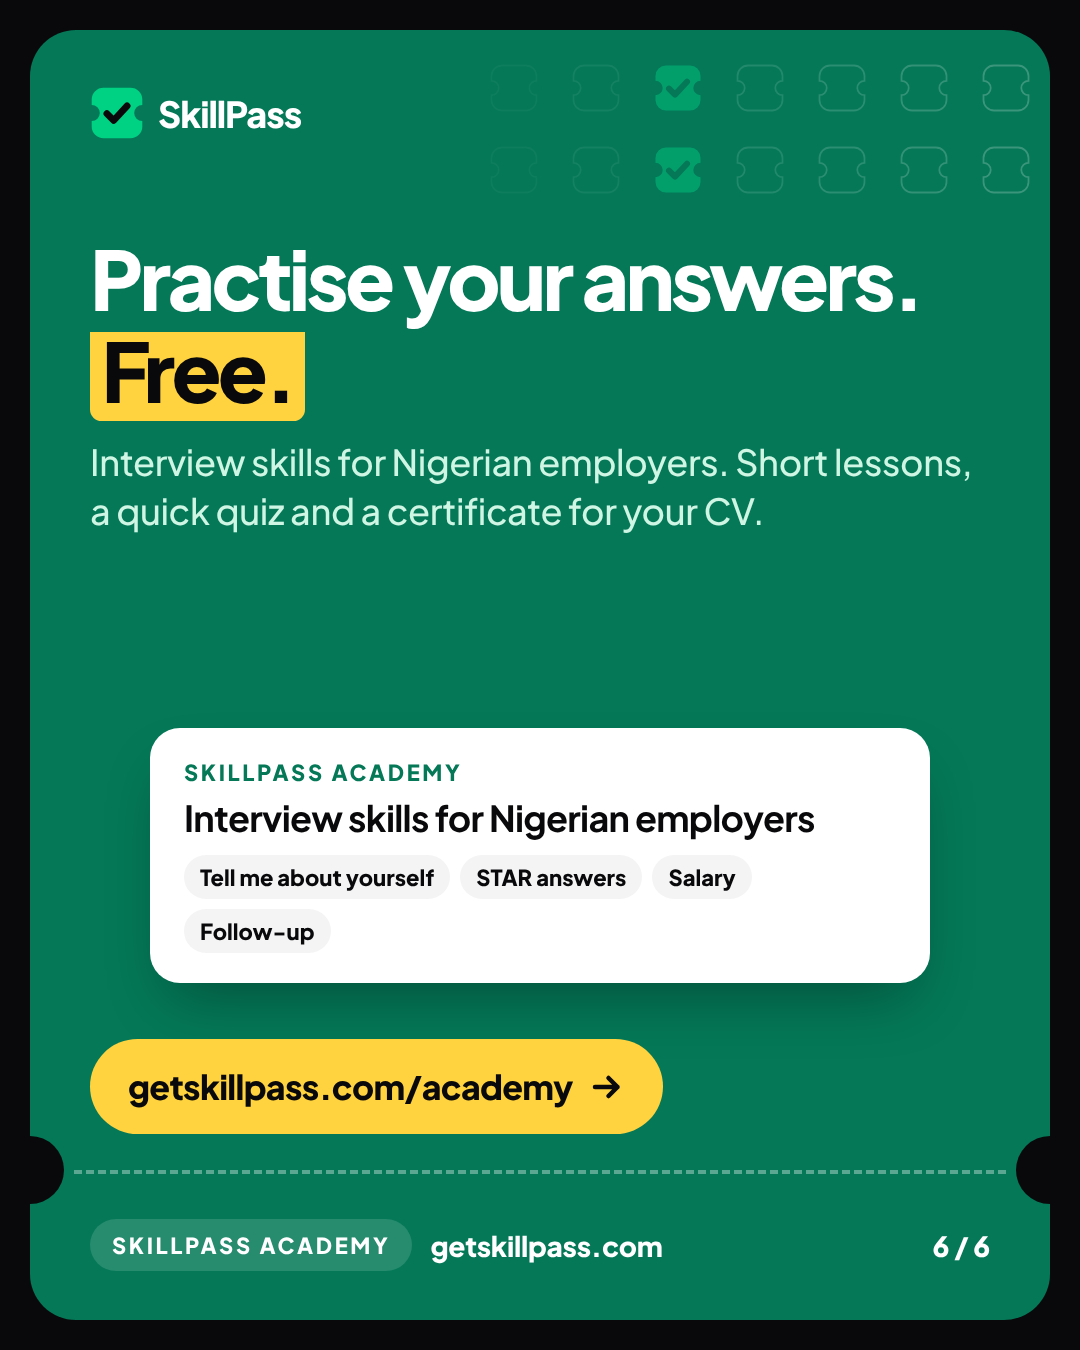 SkillPass
Practise your answers.
Free.
Interview skills for Nigerian employers. Short lessons,
a quick quiz and a certificate for your CV.
SKILLPASS ACADEMY
Interview skills for Nigerian employers
Tell me about yourself STAR answers Salary
Follow-up
getskillpass.com/academy →
SKILLPASS ACADEMY getskillpass.com 6 / 6